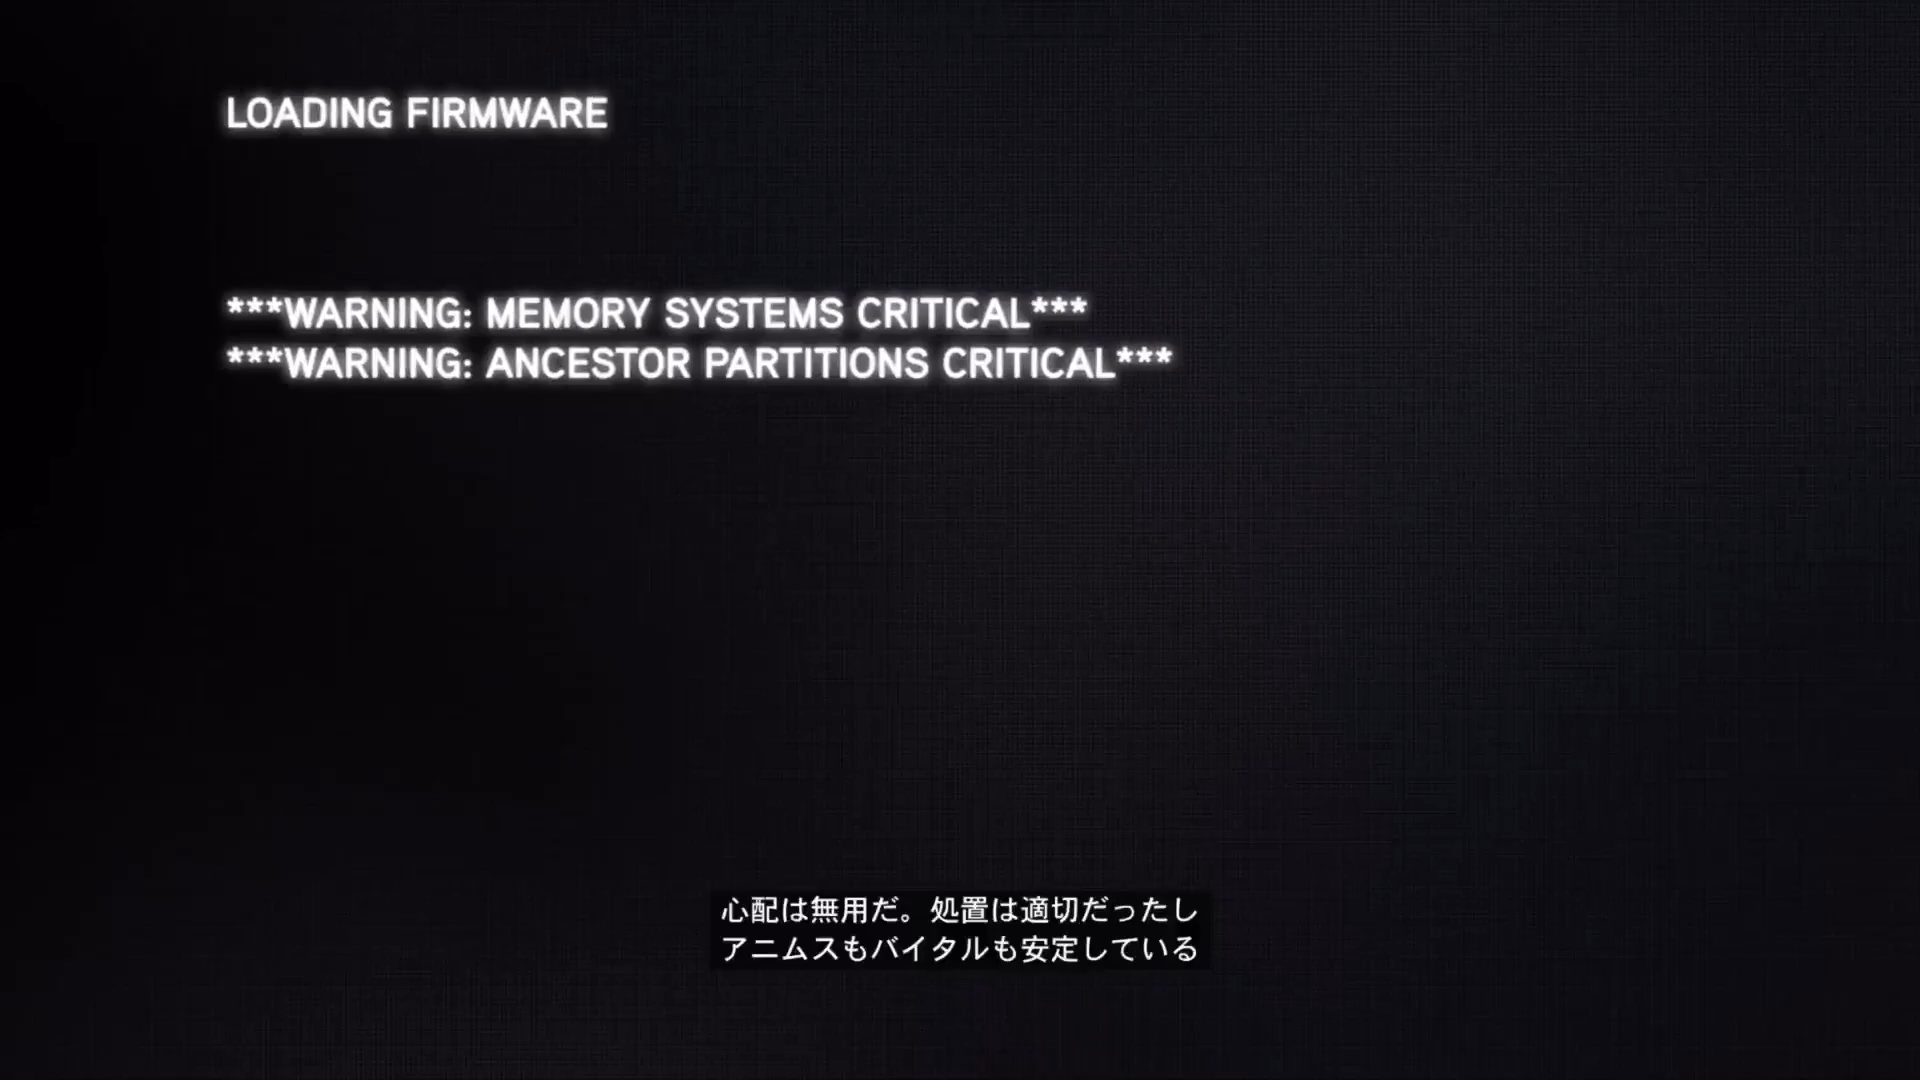 LOADING FIRMWARE
***WARNING: MEMORY SYSTEMS CRITICAL***
***WARNING: ANCESTOR PARTITIONS CRITICAL***
心配は無用だ。処置は適切だったし
アニムスもバイタルも安定している